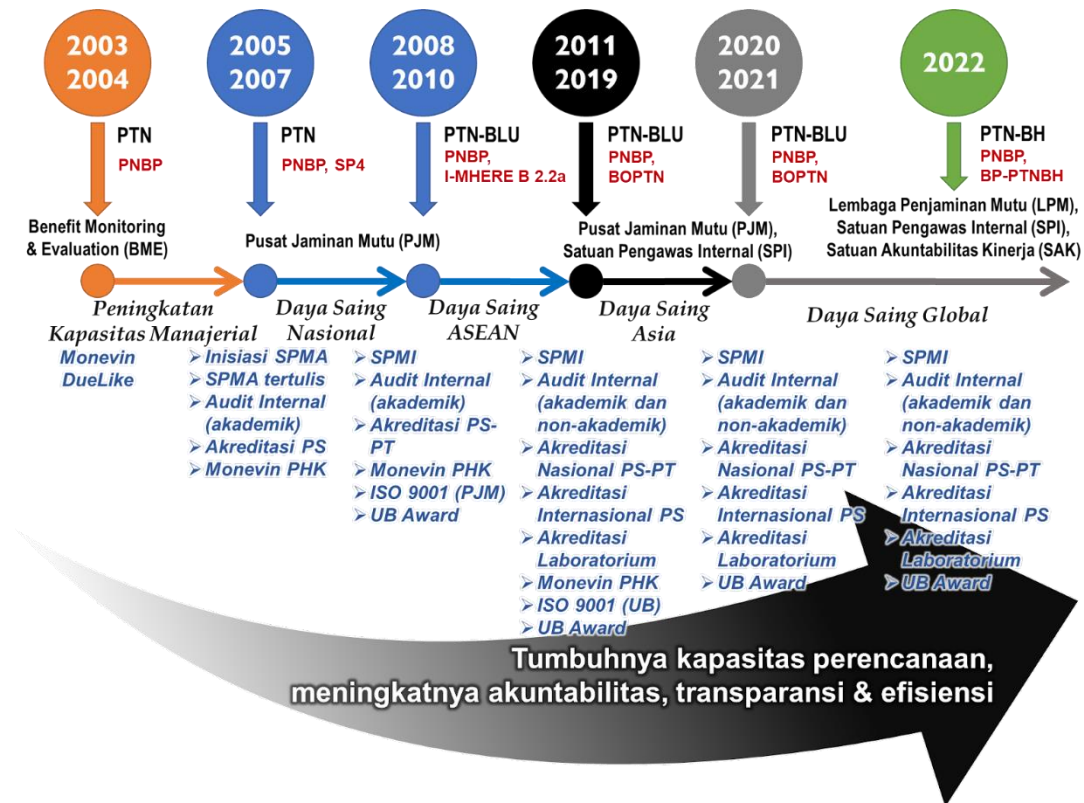 2003
2004
2005
2007
2008
2010
2011
2019
2020
2021
2022
PTN
PNBP
PTN
PNBP, SP4
PTN-BLU
PNBP,
I-MHERE B 2.2a
PTN-BLU
PNBP,
BOPTN
PTN-BLU
PNBP,
BOPTN
PTN-BH
PNBP,
BP-PTNBH
Benefit Monitoring
& Evaluation (BME)
Pusat Jaminan Mutu (PJM)
Pusat Jaminan Mutu (PJM),
Satuan Pengawas Internal (SPI)
Lembaga Penjaminan Mutu (LPM),
Satuan Pengawas Internal (SPI),
Satuan Akuntabilitas Kinerja (SAK)
Peningkatan
Kapasitas Manajerial
Daya Saing
Nasional
Daya Saing
ASEAN
Daya Saing
Asia
Daya Saing Global
Monevin
DueLike
➢ Inisiasi SPMA
➢ SPMA tertulis
➢ Audit Internal
(akademik)
➢ Akreditasi PS
➢ Monevin PHK
➢ SPMI
➢ Audit Internal
(akademik)
➢ Akreditasi PS-
PT
➢ Monevin PHK
➢ ISO 9001 (PJM)
➢ UB Award
➢ SPMI
➢ Audit Internal
(akademik dan
non-akademik)
➢ Akreditasi
Nasional PS-PT
➢ Akreditasi
Internasional PS
➢ Akreditasi
Laboratorium
➢ Monevin PHK
➢ ISO 9001 (UB)
➢ UB Award
➢ SPMI
➢ Audit Internal
(akademik dan
non-akademik)
➢ Akreditasi
Nasional PS-PT
➢ Akreditasi
Internasional PS
➢ Akreditasi
Laboratorium
➢ UB Award
➢ SPMI
➢ Audit Internal
(akademik dan
non-akademik)
➢ Akreditasi
Nasional PS-PT
➢ Akreditasi
Internasional PS
➢ Akreditasi
Laboratorium
➢ UB Award
Tumbuhnya kapasitas perencanaan,
meningkatnya akuntabilitas, transparansi & efisiensi